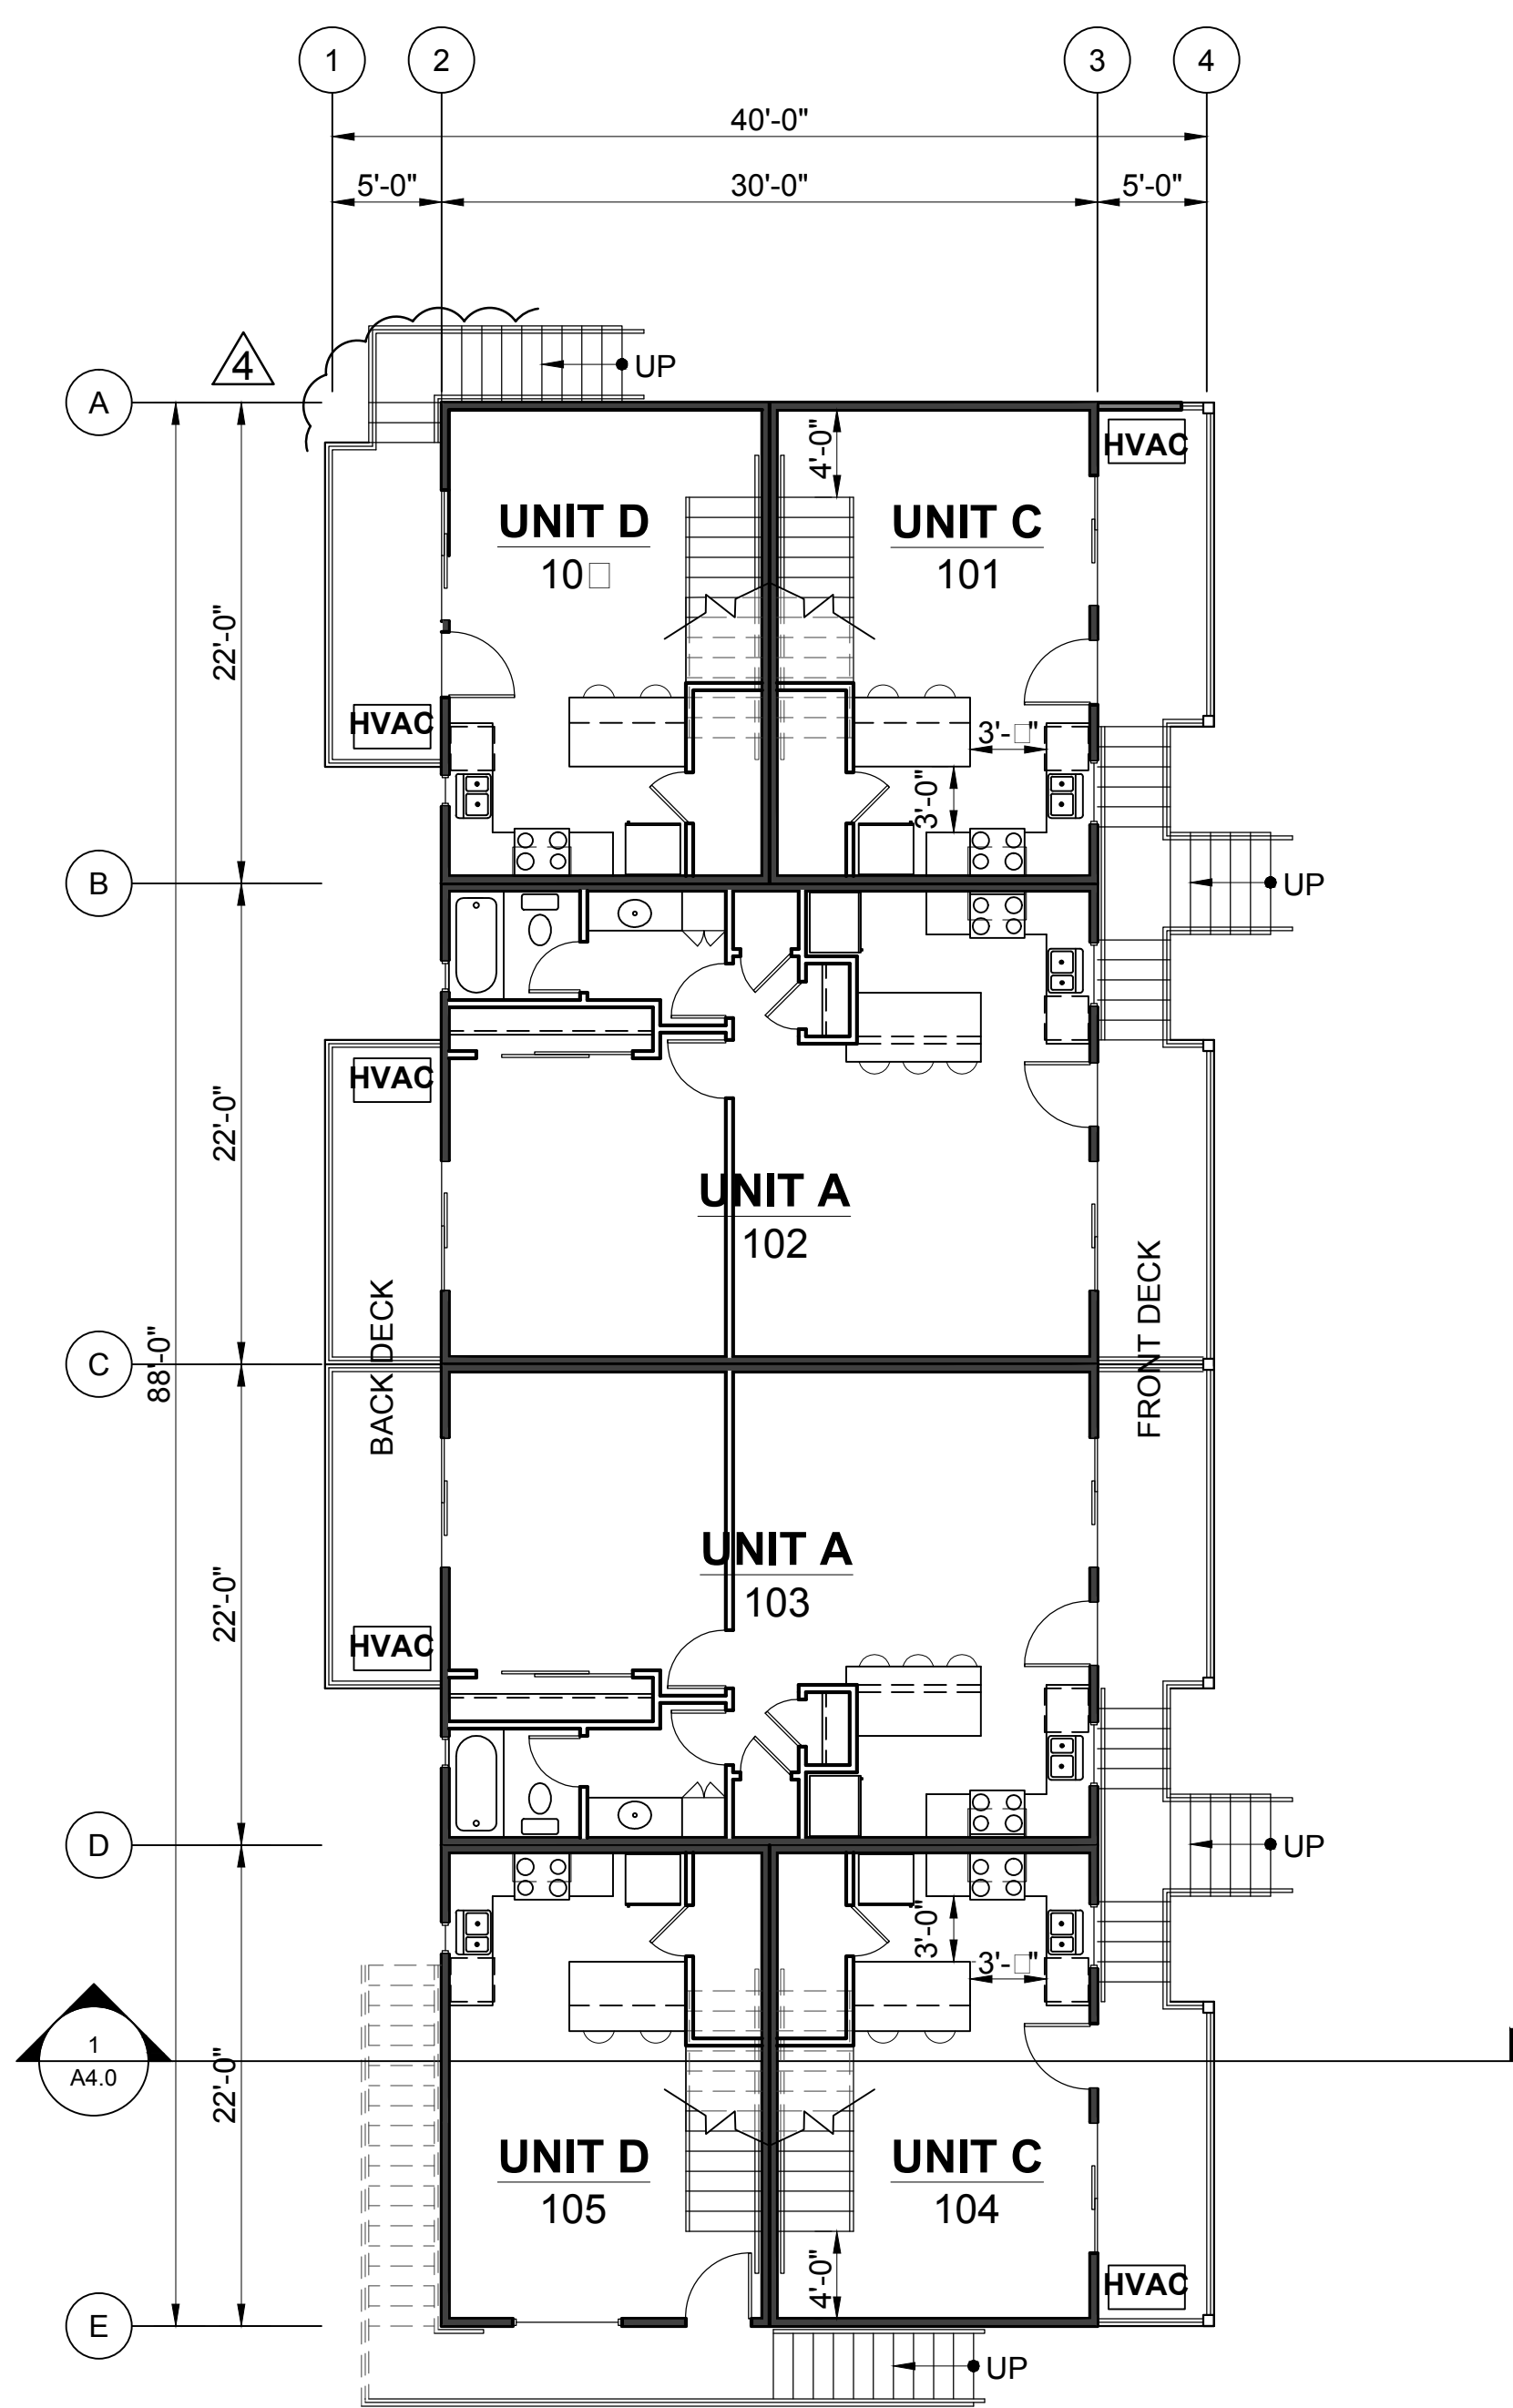 1
2
3
4
40'-0"
5'-0"
30'-0"
5'-0"
4
UP
A
HVAC
4'-0"
UNIT D
10
UNIT C
101
22'-0"
HVAC
3'-
"
3'-0"
B
UP
HVAC
22'-0"
UNIT A
102
BACK DECK
FRONT DECK
C
88'-0"
UNIT A
103
22'-0"
HVAC
D
UP
3'-0"
3'-
"
1
A4.0
22'-0"
UNIT D
105
UNIT C
104
4'-0"
HVAC
E
UP